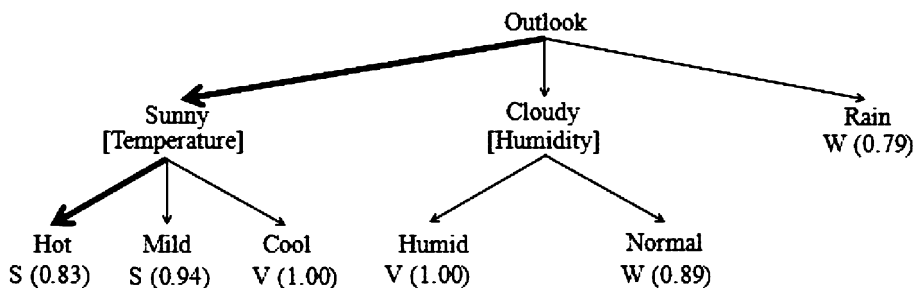 Outlook
Sunny
[Temperature]
Cloudy
[Humidity]
Rain
W (0.79)
Hot
S (0.83)
Mild
S (0.94)
Cool
V (1.00)
Humid
V (1.00)
Normal
W (0.89)